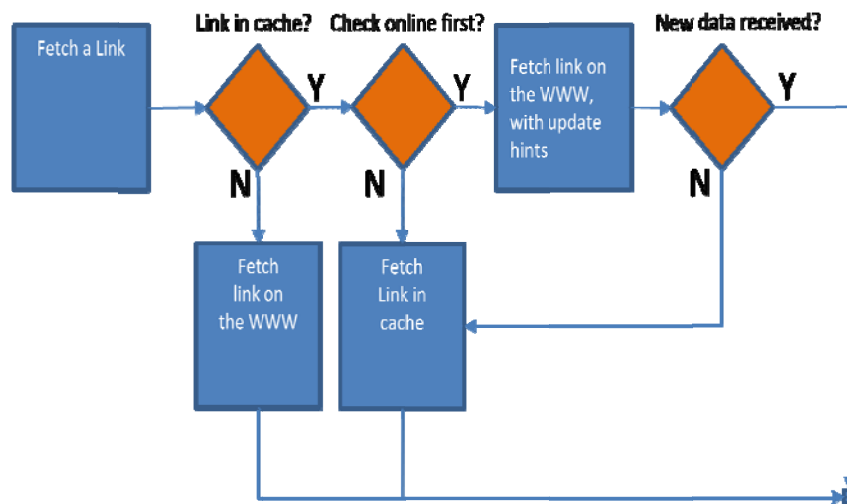 Link in cache?
Check online first?
New data received?
Fetch a Link
Y
Y
Fetch link on
the WWW,
with update
hints
Y
N
N
N
Fetch
link on
the WWW
Fetch
Link in
cache